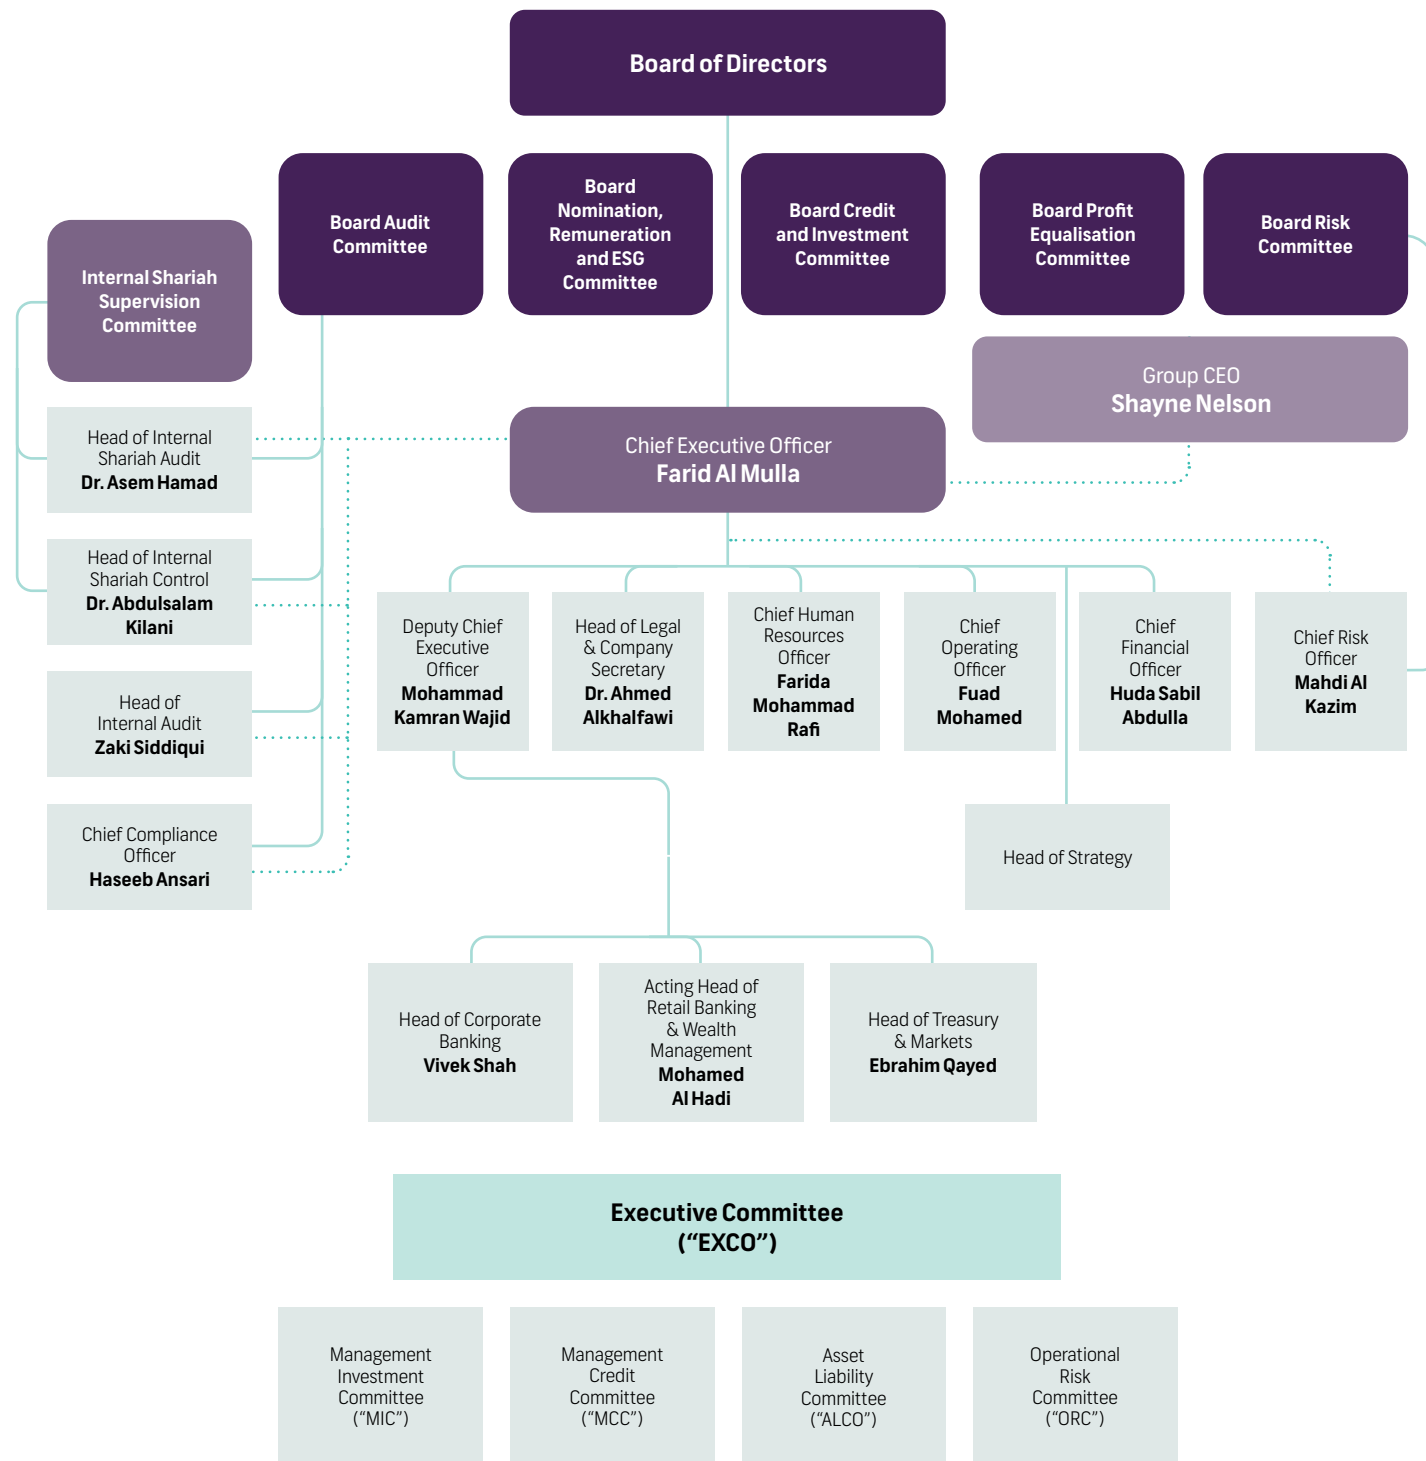 Board of Directors
Board Audit
Committee
Board
Nomination,
Remuneration
and ESG
Committee
Board Credit
and Investment
Committee
Board Profit
Equalisation
Committee
Board Risk
Committee
Internal Shariah
Supervision
Committee
Group CEO
Shayne Nelson
Chief Executive Officer
Farid Al Mulla
Head of Internal
Shariah Audit
Dr. Asem Hamad
Head of Internal
Shariah Control
Dr. Abdulsalam
Kilani
Head of
Internal Audit
Zaki Siddiqui
Chief Compliance
Officer
Haseeb Ansari
Deputy Chief
Executive
Officer
Mohammad
Kamran Wajid
Head of Legal
& Company
Secretary
Dr. Ahmed
Alkhalfawi
Chief Human
Resources
Officer
Farida
Mohammad
Rafi
Chief
Operating
Officer
Fuad
Mohamed
Chief
Financial
Officer
Huda Sabil
Abdulla
Chief Risk
Officer
Mahdi Al
Kazim
Head of Strategy
Head of Corporate
Banking
Vivek Shah
Acting Head of
Retail Banking
& Wealth
Management
Mohamed
Al Hadi
Head of Treasury
& Markets
Ebrahim Qayed
Executive Committee
(“EXCO”)
Management
Investment
Committee
(“MIC”)
Management
Credit
Committee
(“MCC”)
Asset
Liability
Committee
(“ALCO”)
Operational
Risk
Committee
(“ORC”)